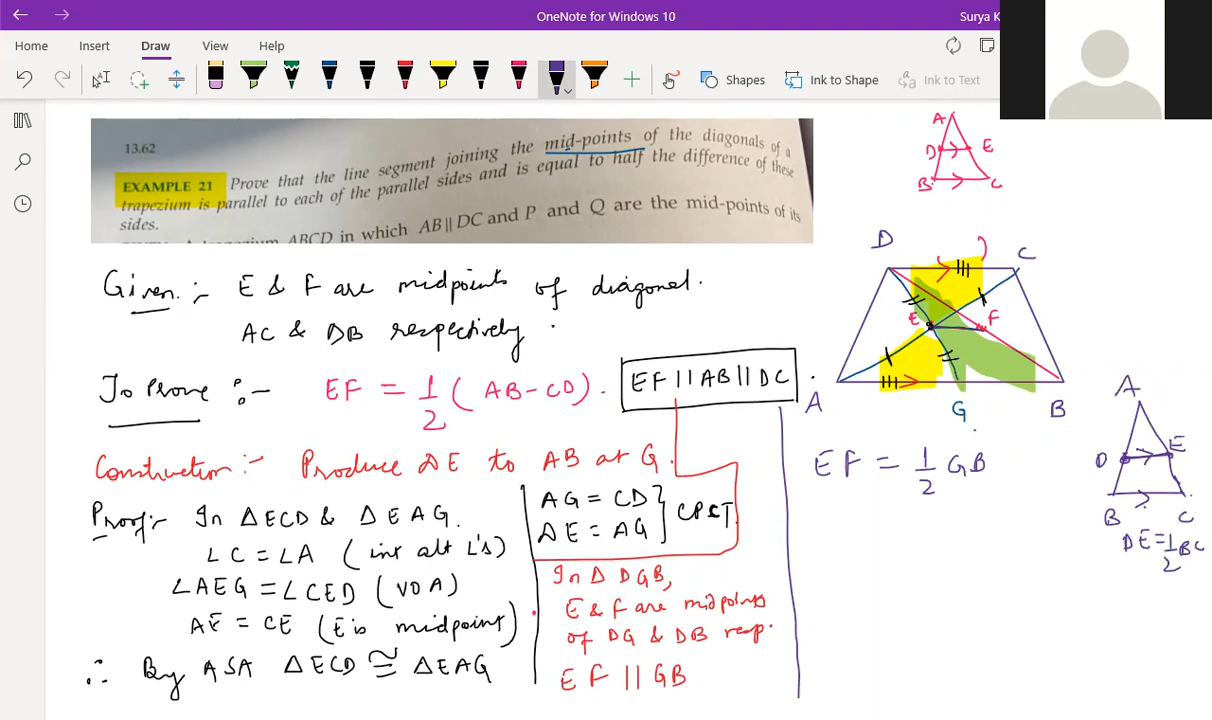 OneNote for Windows 10
Surya K
Home Insert Draw View Help
Shapes
Ink to Shape
Ink to Text
13.62
EXAMPLE 21 Prove that the line segment joining the mid-points of the diagonals of a
trapezium is parallel to each of the parallel sides and is equal to half the difference of these
sides.
ABCD in which AB || DC and P and Q are the mid-points of its
Given :- E & F are midpoints of diagonal.
AC & DB respectively.
To Prove :- EF = 1/2 (AB-CD). EF || AB || DC.
Construction:- Produce DE to AB at G.
Proof:- In ΔECD & ΔEAG.
∠C = ∠A (int alt ∠'s)
∠AEG = ∠CED (VOA)
AE = CE (E is midpoint)
∴ By ASA ΔECD ≅ ΔEAG
AG = CD
DE = AG
} CPCT
In Δ DGB,
E & F are midpoints
of DG & DB resp.
EF || GB
A
D E
B C
D C
E F
A G B
EF = 1/2 GB
A
D E
B C
DE = 1/2 BC